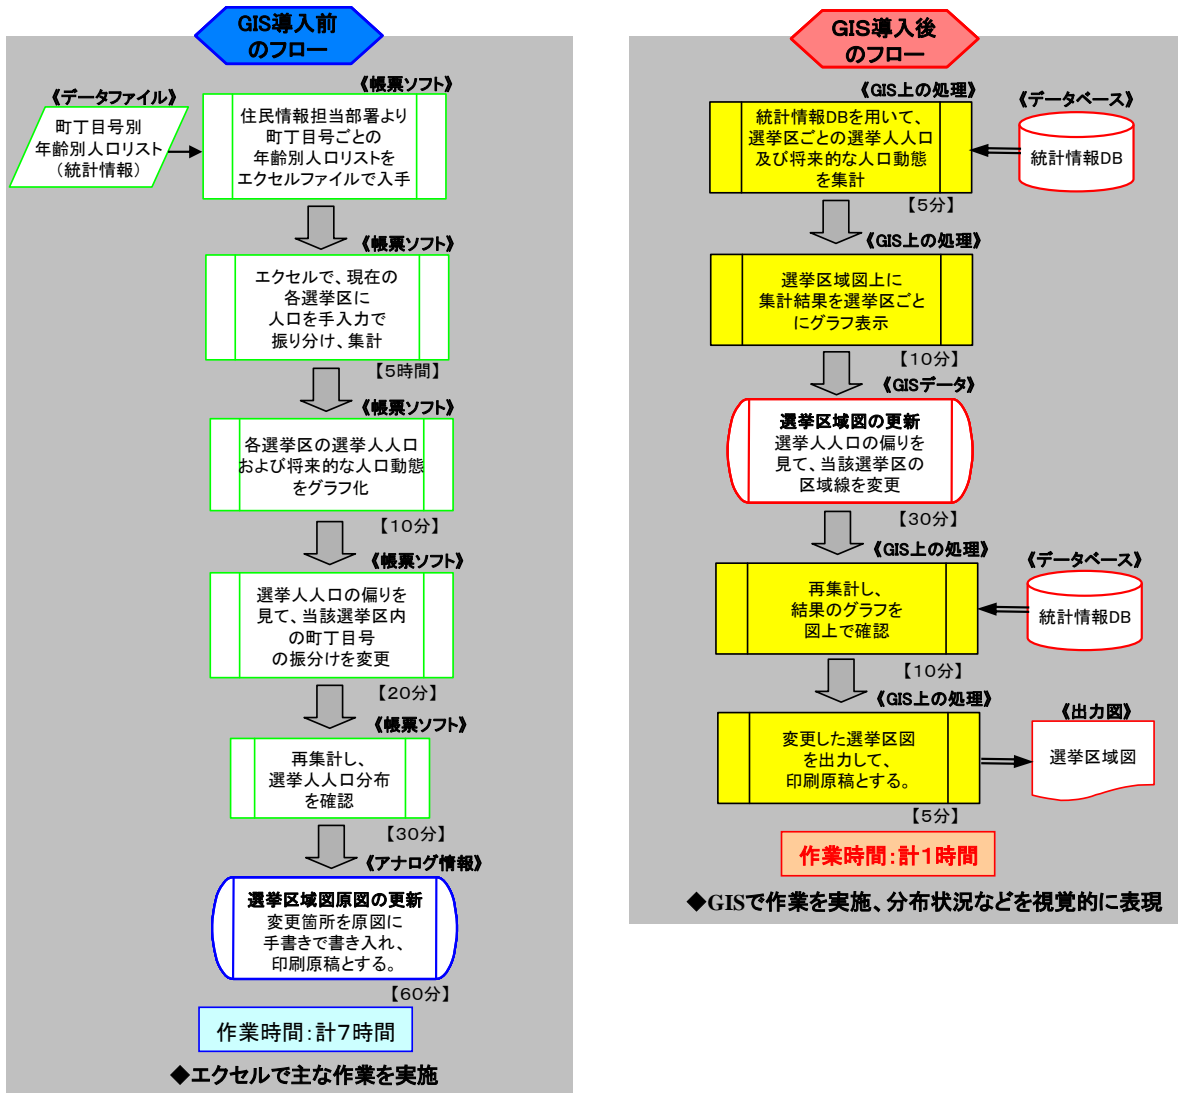 GIS導入前
のフロー
《帳票ソフト》
《データファイル》
町丁目号別
年齢別人口リスト
（統計情報）
住民情報担当部署より
町丁目号ごとの
年齢別人口リストを
エクセルファイルで入手
《帳票ソフト》
エクセルで、現在の
各選挙区に
人口を手入力で
振り分け、集計
【5時間】
《帳票ソフト》
各選挙区の選挙人人口
および将来的な人口動態
をグラフ化
【10分】
《帳票ソフト》
選挙人人口の偏りを
見て、当該選挙区内
の町丁目号
の振分けを変更
【20分】
《帳票ソフト》
再集計し、
選挙人人口分布
を確認
【30分】
《アナログ情報》
選挙区域図原図の更新
変更箇所を原図に
手書きで書き入れ、
印刷原稿とする。
【60分】
作業時間：計7時間
◆エクセルで主な作業を実施
GIS導入後
のフロー
《GIS上の処理》
《データベース》
統計情報DBを用いて、
選挙区ごとの選挙人人口
及び将来的な人口動態
を集計
統計情報DB
【5分】
《GIS上の処理》
選挙区域図上に
集計結果を選挙区ごと
にグラフ表示
【10分】
《GISデータ》
選挙区域図の更新
選挙人人口の偏りを
見て、当該選挙区の
区域線を変更
【30分】
《GIS上の処理》
《データベース》
再集計し、
結果のグラフを
図上で確認
統計情報DB
【10分】
《GIS上の処理》
《出力図》
変更した選挙区図
を出力して、
印刷原稿とする。
選挙区域図
【5分】
作業時間：計1時間
◆GISで作業を実施、分布状況などを視覚的に表現